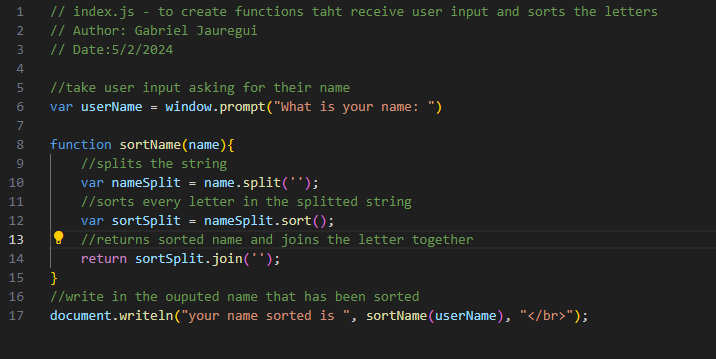 1 // index.js - to create functions taht receive user input and sorts the letters
2 // Author: Gabriel Jauregui
3 // Date:5/2/2024
4
5 //take user input asking for their name
6 var userName = window.prompt("What is your name: ")
7
8 function sortName(name){
9 //splits the string
10 var nameSplit = name.split('');
11 //sorts every letter in the splitted string
12 var sortSplit = nameSplit.sort();
13 //returns sorted name and joins the letter together
14 return sortSplit.join('');
15 }
16 //write in the ouputed name that has been sorted
17 document.writeln("your name sorted is ", sortName(userName), "</br>");